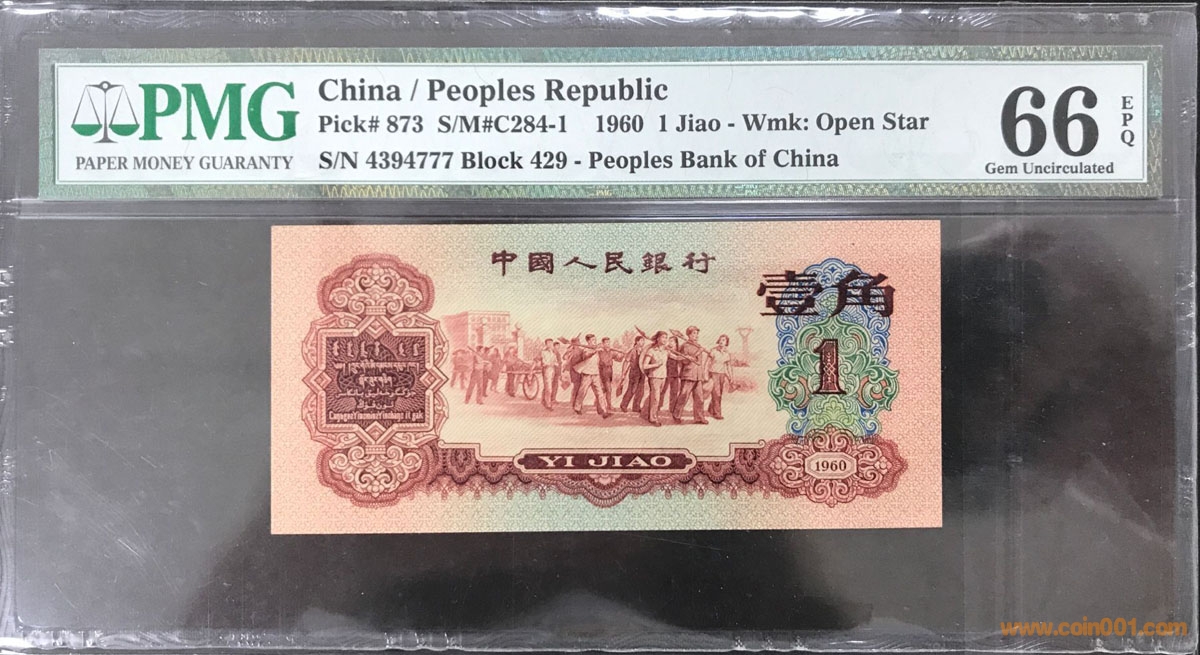 PMG
PAPER MONEY GUARANTY
China / Peoples Republic
Pick# 873 S/M#C284-1 1960 1 Jiao - Wmk: Open Star
S/N 4394777 Block 429 - Peoples Bank of China
66
EPQ
Gem Uncirculated
中國人民銀行
壹角
1
YI JIAO
1960
www.coin001.com